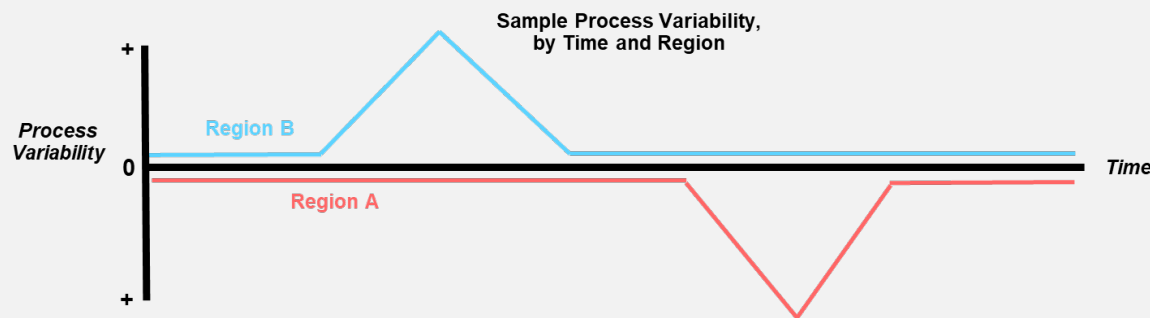 Sample Process Variability,
by Time and Region
+
Region B
Process
Variability
0
Time
Region A
+